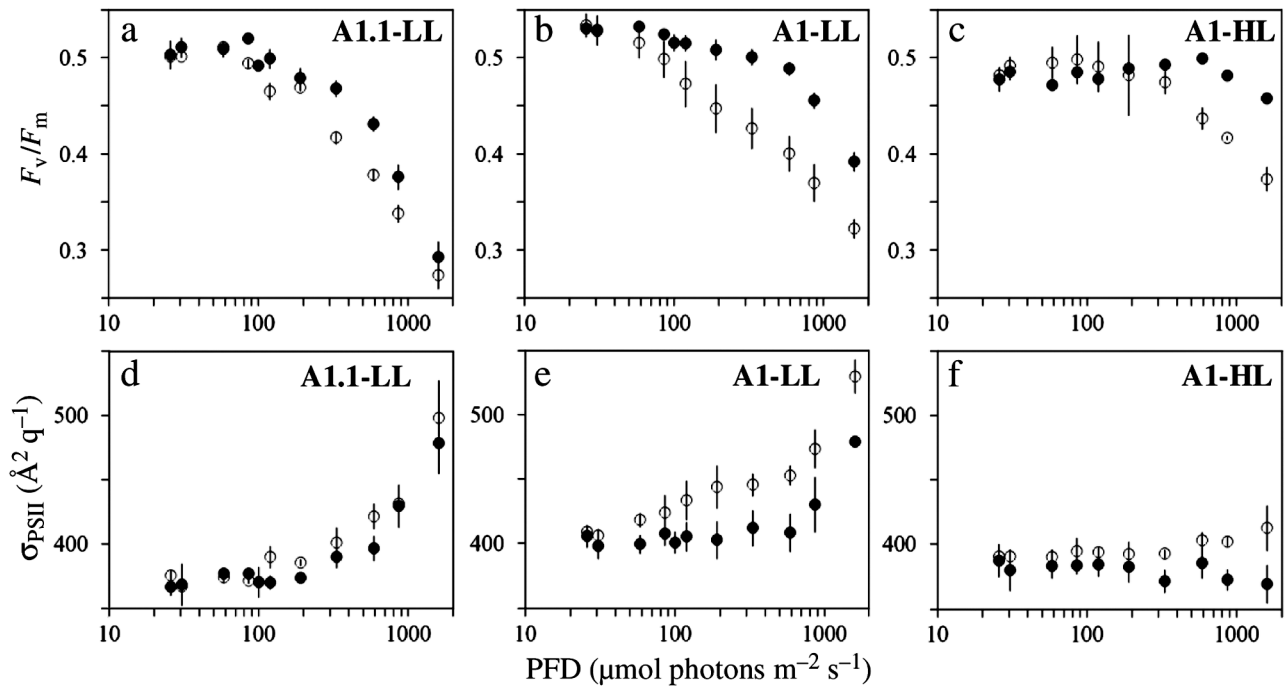 a A1.1-LL b A1-LL c A1-HL
0.5 0.5 0.5
0.4 0.4 0.4
0.3 0.3 0.3
Fv/Fm
10 100 1000 10 100 1000 10 100 1000
d A1.1-LL e A1-LL f A1-HL
500 500 500
400 400 400
σPSII (Å² q⁻¹)
10 100 1000 10 100 1000 10 100 1000
PFD (μmol photons m⁻² s⁻¹)